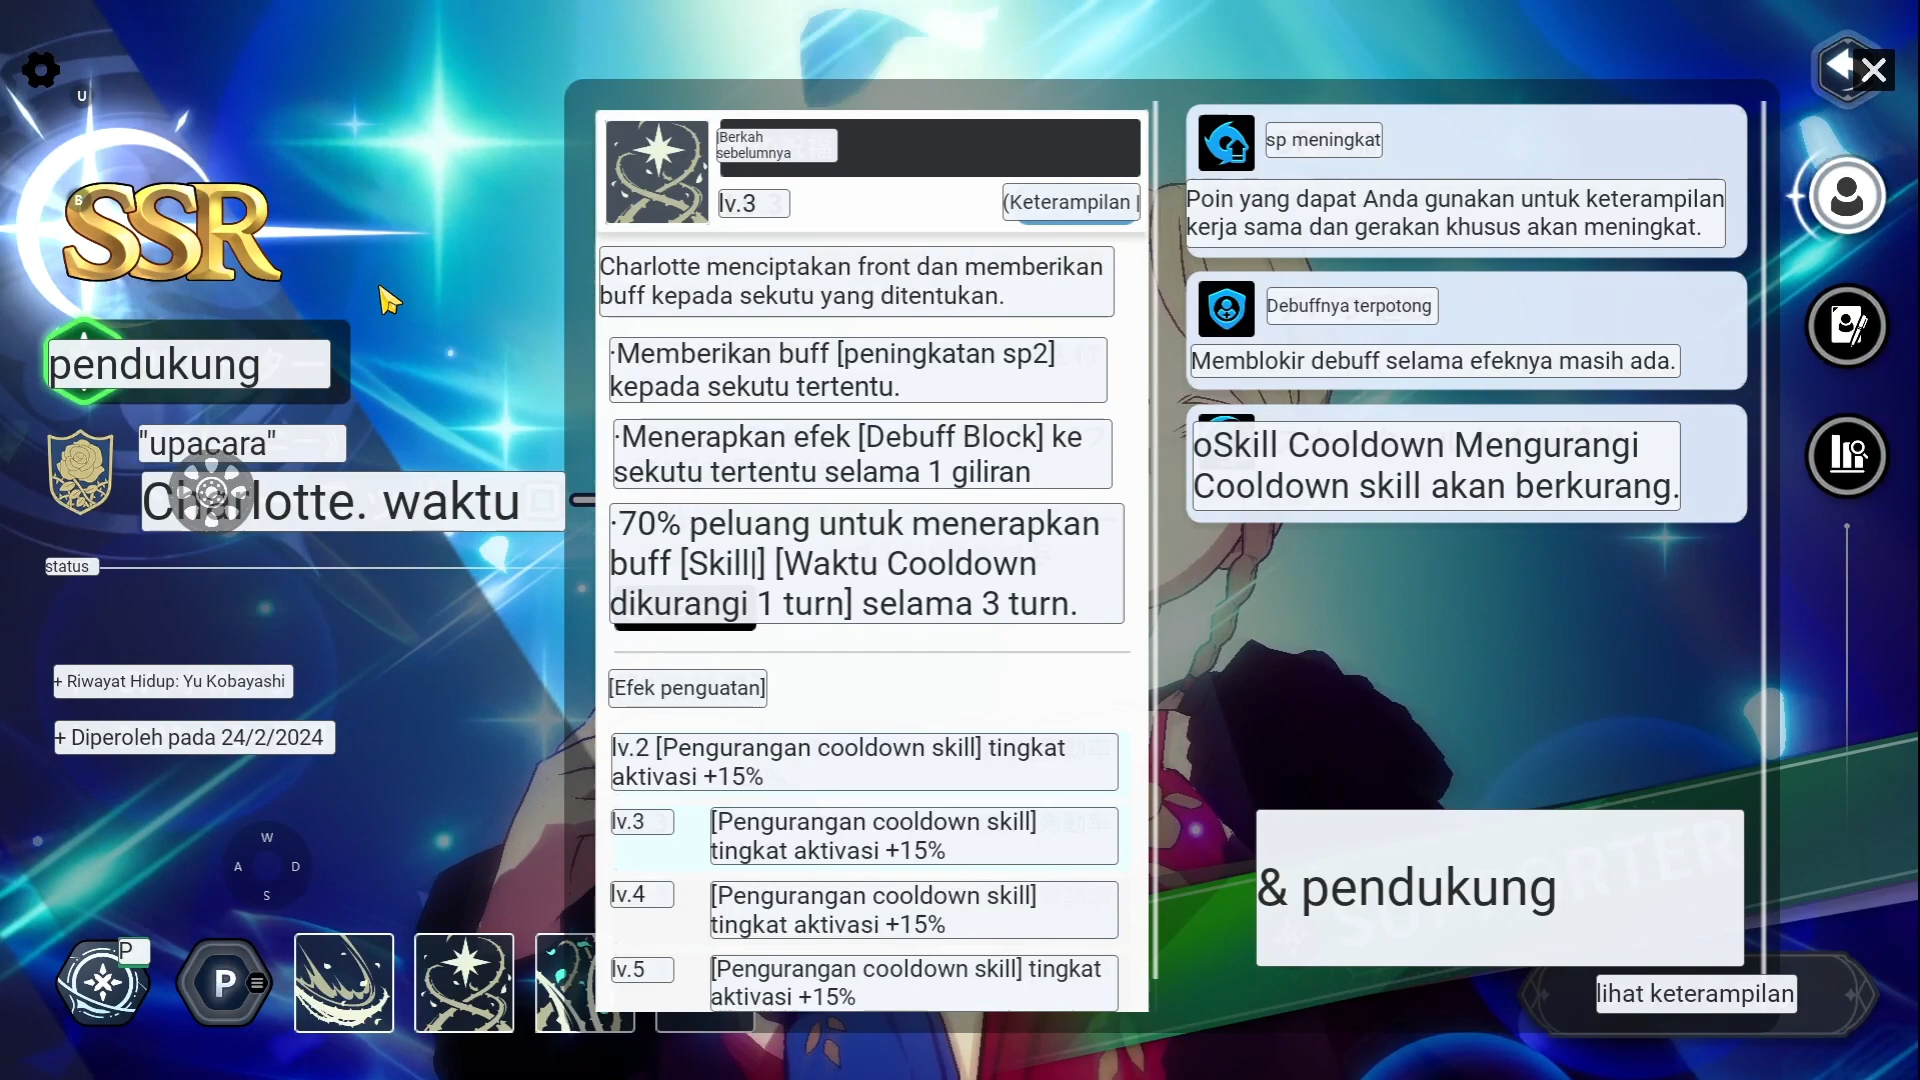 U
SSR
B
pendukung
"upacara"
Charlotte. waktu
status
+ Riwayat Hidup: Yu Kobayashi
+ Diperoleh pada 24/2/2024
W
A
D
S
P
P
Berkah
sebelumnya
lv.3
(Keterampilan |
Charlotte menciptakan front dan memberikan
buff kepada sekutu yang ditentukan.
·Memberikan buff [peningkatan sp2]
kepada sekutu tertentu.
·Menerapkan efek [Debuff Block] ke
sekutu tertentu selama 1 giliran
·70% peluang untuk menerapkan
buff [Skill|] [Waktu Cooldown
dikurangi 1 turn] selama 3 turn.
[Efek penguatan]
lv.2 [Pengurangan cooldown skill] tingkat
aktivasi +15%
lv.3
[Pengurangan cooldown skill]
tingkat aktivasi +15%
lv.4
[Pengurangan cooldown skill]
tingkat aktivasi +15%
lv.5
[Pengurangan cooldown skill] tingkat
aktivasi +15%
sp meningkat
Poin yang dapat Anda gunakan untuk keterampilan
kerja sama dan gerakan khusus akan meningkat.
Debuffnya terpotong
Memblokir debuff selama efeknya masih ada.
oSkill Cooldown Mengurangi
Cooldown skill akan berkurang.
& pendukung
lihat keterampilan